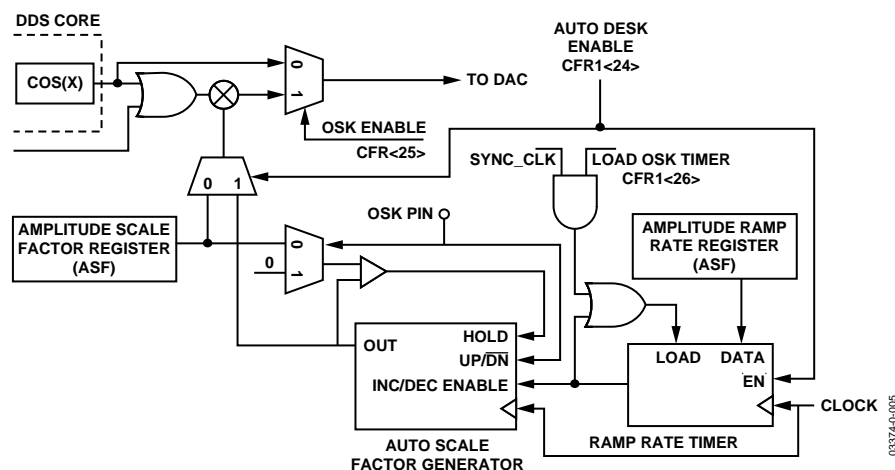 DDS CORE
COS(X)
0
1
TO DAC
OSK ENABLE
CFR<25>
AUTO DESK
ENABLE
CFR1<24>
0 1
SYNC_CLK
LOAD OSK TIMER
CFR1<26>
OSK PIN
AMPLITUDE SCALE
FACTOR REGISTER
(ASF)
0
0
1
AMPLITUDE RAMP
RATE REGISTER
(ASF)
OUT
HOLD
UP/DN
INC/DEC ENABLE
LOAD DATA
EN
CLOCK
AUTO SCALE
FACTOR GENERATOR
RAMP RATE TIMER
03374-0-005